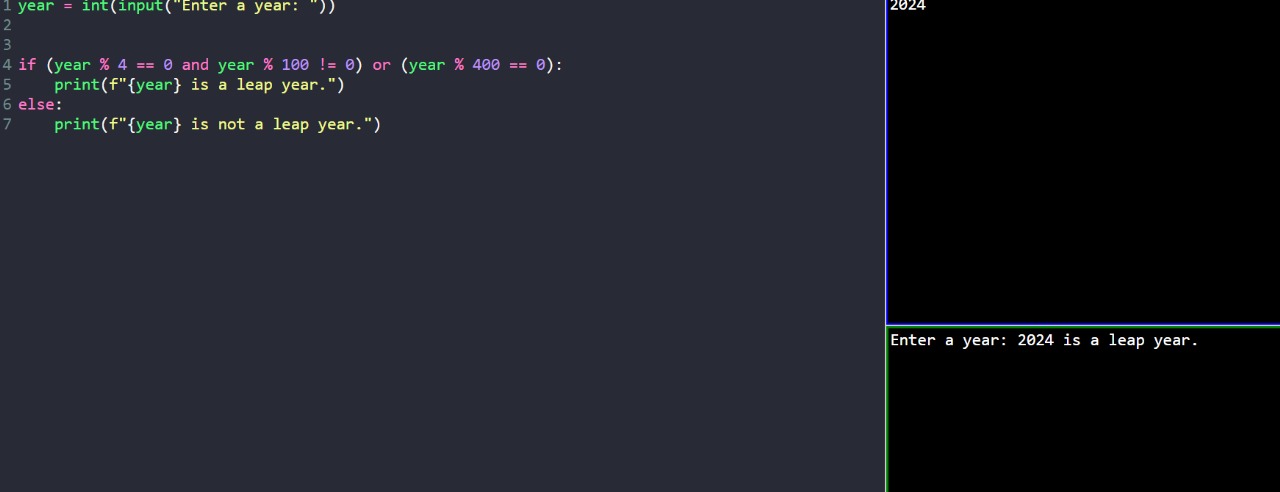 1 year = int(input("Enter a year: "))
2
3
4 if (year % 4 == 0 and year % 100 != 0) or (year % 400 == 0):
5     print(f"{year} is a leap year.")
6 else:
7     print(f"{year} is not a leap year.")
2024
Enter a year: 2024 is a leap year.